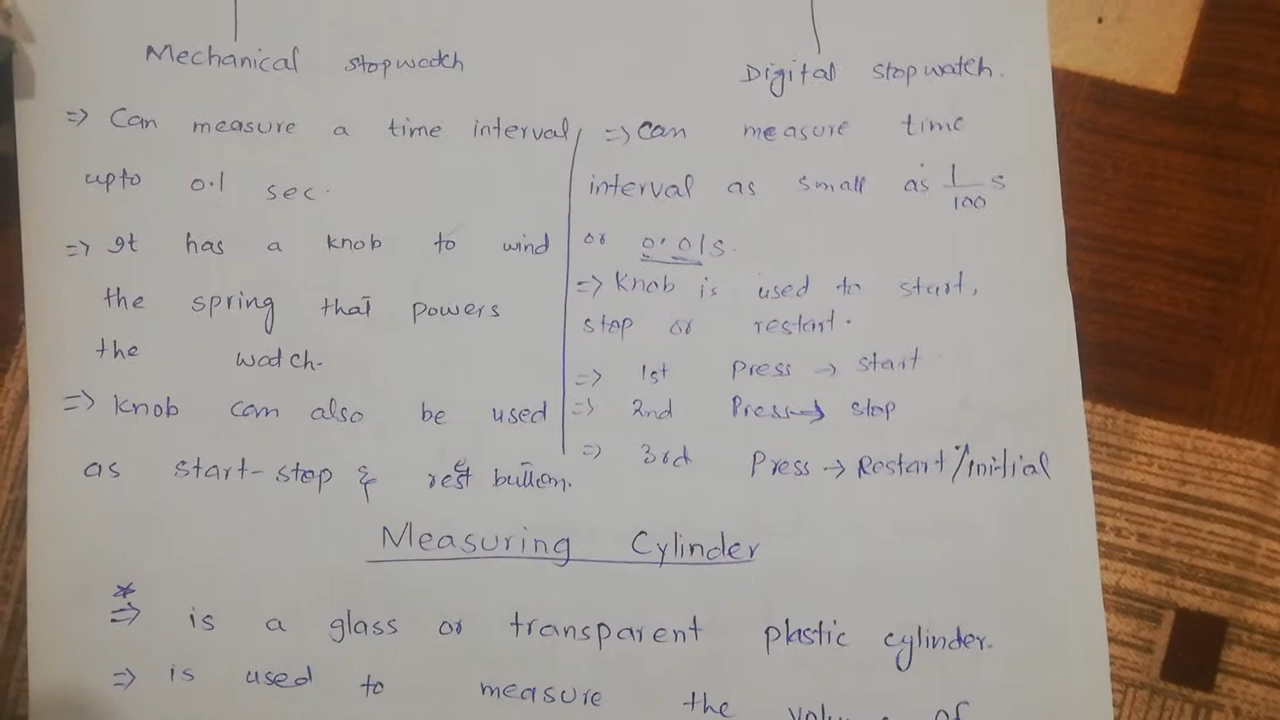 Mechanical stopwatch
=> Can measure a time interval
upto 0.1 sec.
=> It has a knob to wind
the spring that powers
the watch.
=> Knob can also be used
as start-stop & reset button.
Digital stopwatch.
=> Can measure time
interval as small as 1/100 s
or 0.01s.
=> Knob is used to start,
stop or restart.
=> 1st Press → start
=> 2nd Press → stop
=> 3rd Press → Restart/initial
Measuring Cylinder
*
=> is a glass or transparent plastic cylinder.
=> is used to measure the volume of